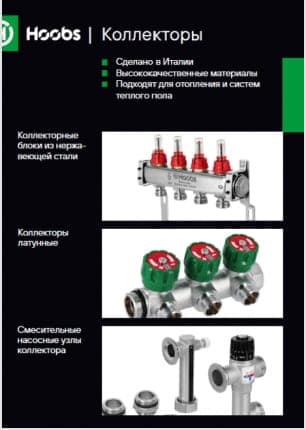 Hoobs | Коллекторы
Сделано в Италии
Высококачественные материалы
Подходят для отопления и систем
теплого пола
Коллекторные
блоки из нержа-
веющей стали
HOOBS
Коллекторы
латунные
Смесительные
насосные узлы
коллектора